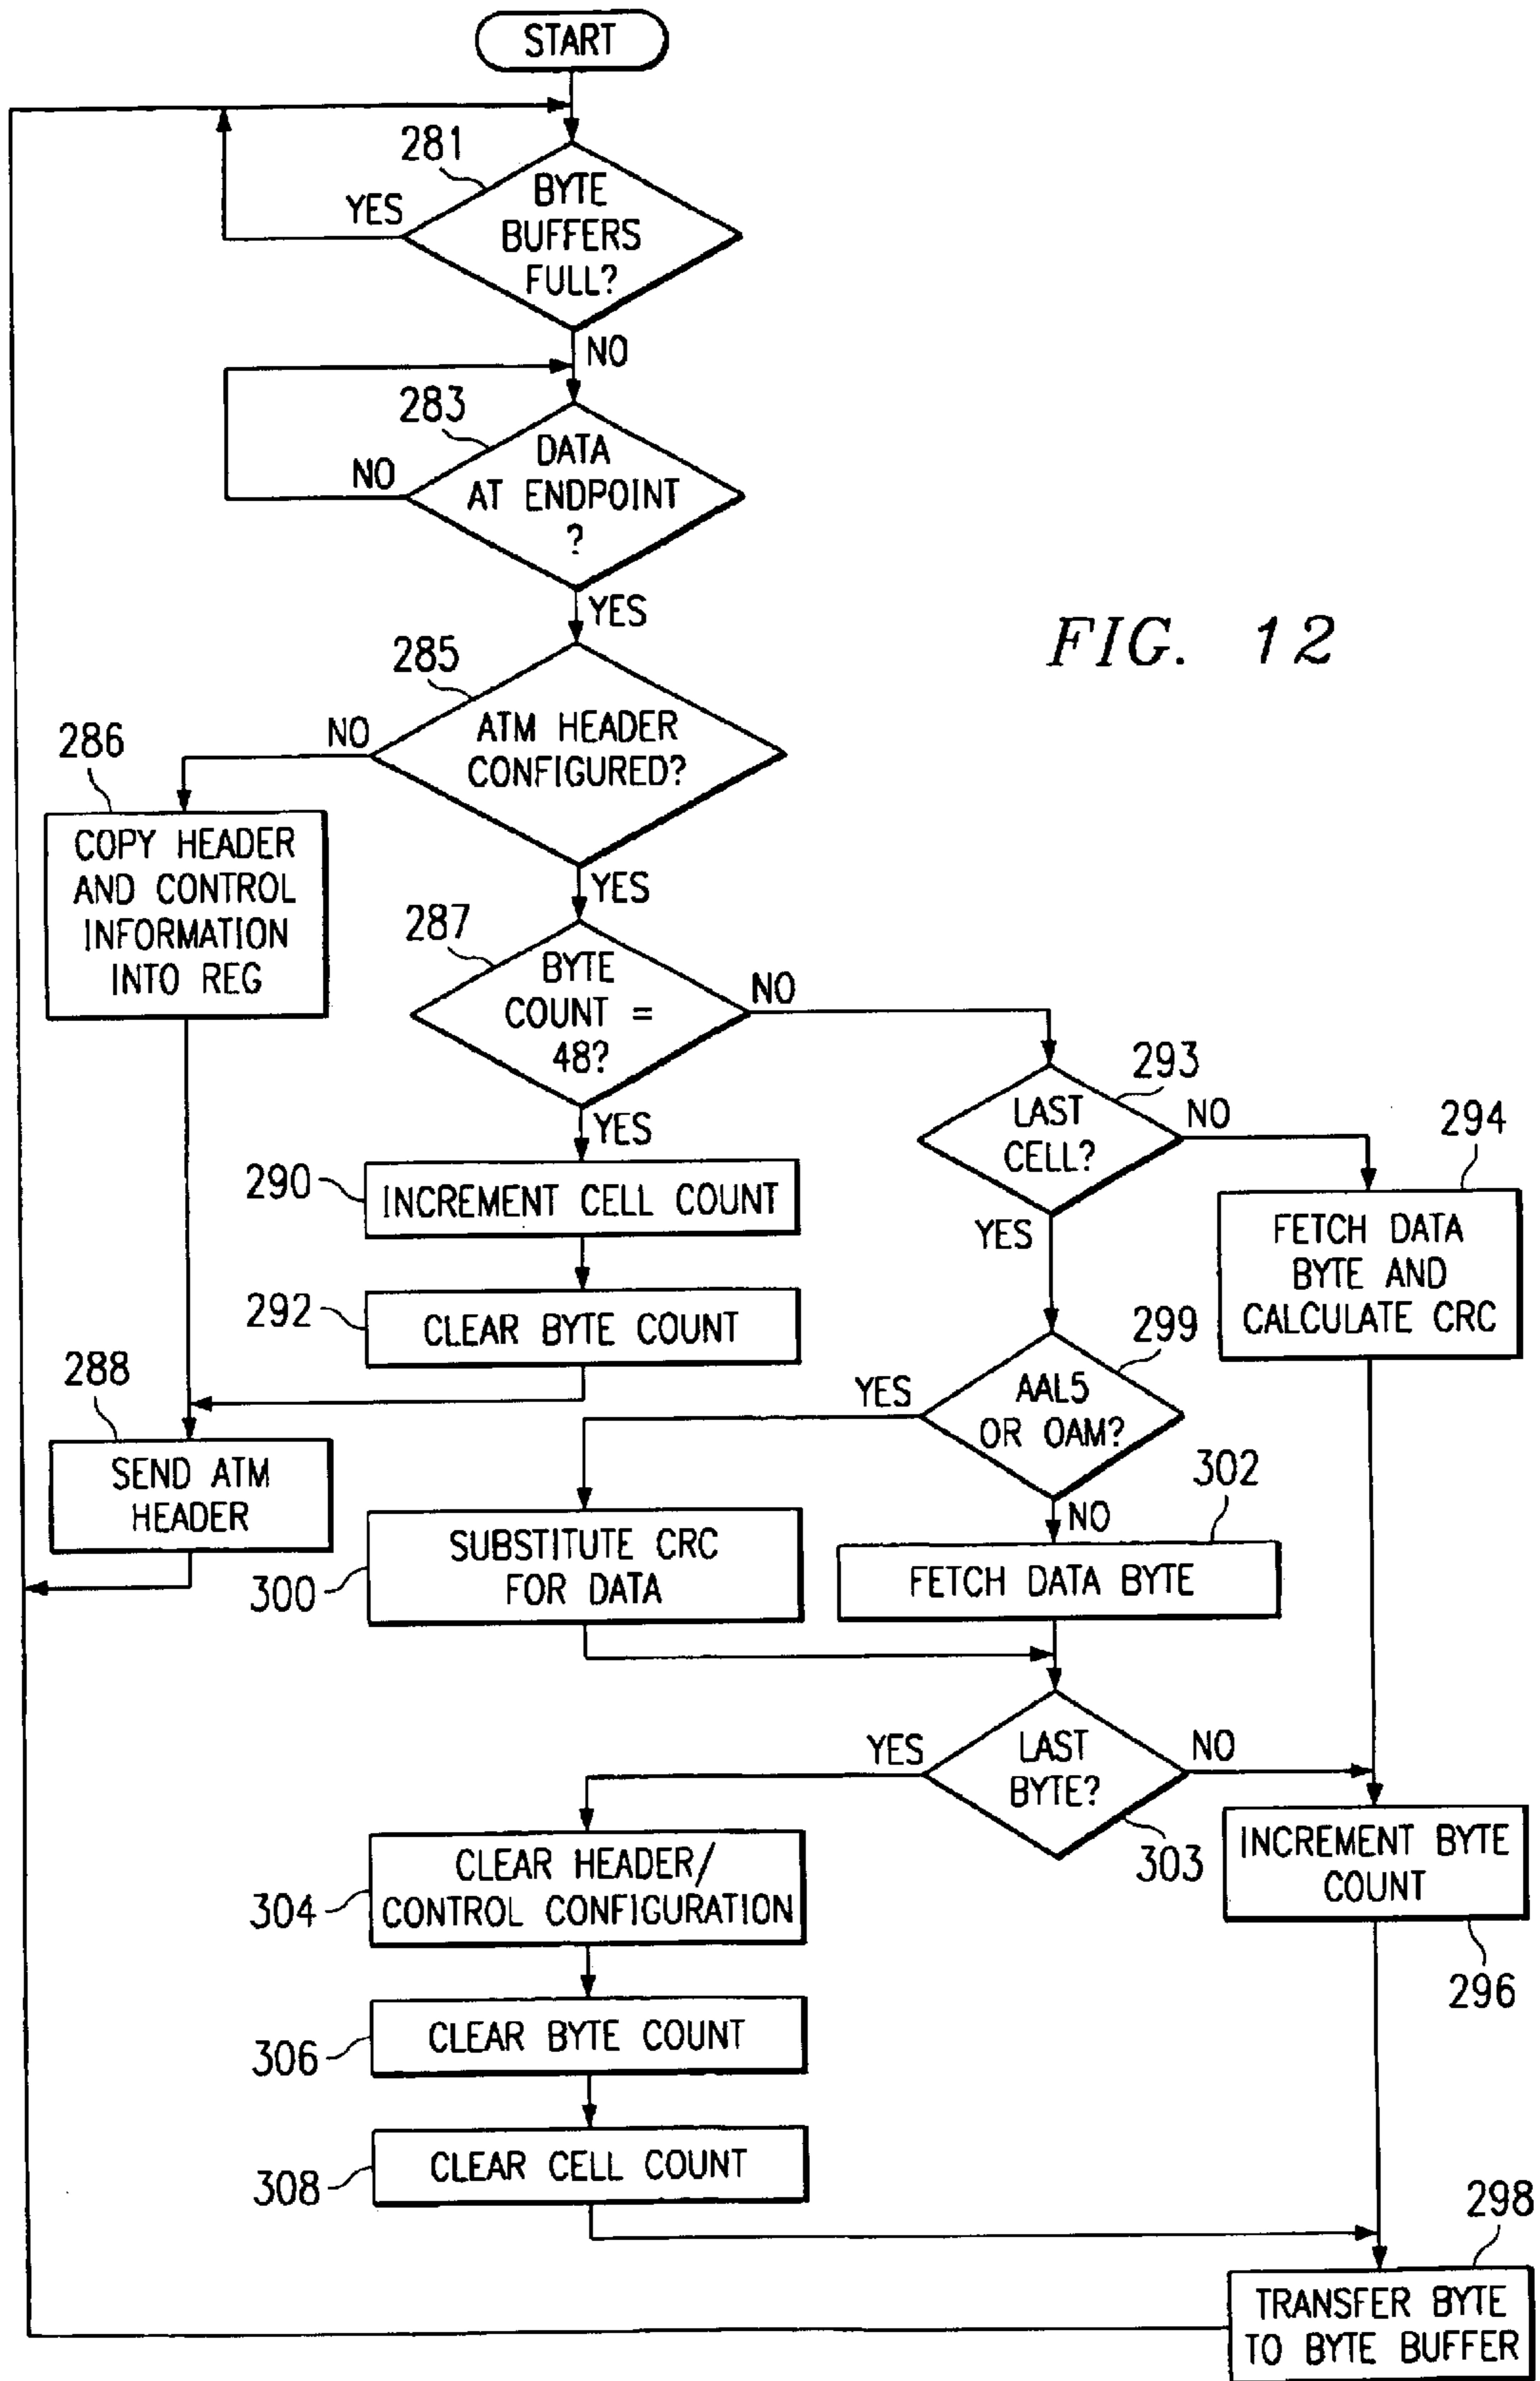 START
281
BYTE
BUFFERS
FULL?
YES
NO
283
DATA
AT ENDPOINT
?
NO
YES
FIG. 12
285
ATM HEADER
CONFIGURED?
NO
YES
286
COPY HEADER
AND CONTROL
INFORMATION
INTO REG
287
BYTE
COUNT =
48?
NO
YES
293
LAST
CELL?
NO
YES
294
FETCH DATA
BYTE AND
CALCULATE CRC
290
INCREMENT CELL COUNT
292
CLEAR BYTE COUNT
288
SEND ATM
HEADER
299
AAL5
OR OAM?
YES
NO
300
SUBSTITUTE CRC
FOR DATA
302
FETCH DATA BYTE
LAST
BYTE?
YES
NO
303
304
CLEAR HEADER/
CONTROL CONFIGURATION
INCREMENT BYTE
COUNT
296
306
CLEAR BYTE COUNT
308
CLEAR CELL COUNT
298
TRANSFER BYTE
TO BYTE BUFFER